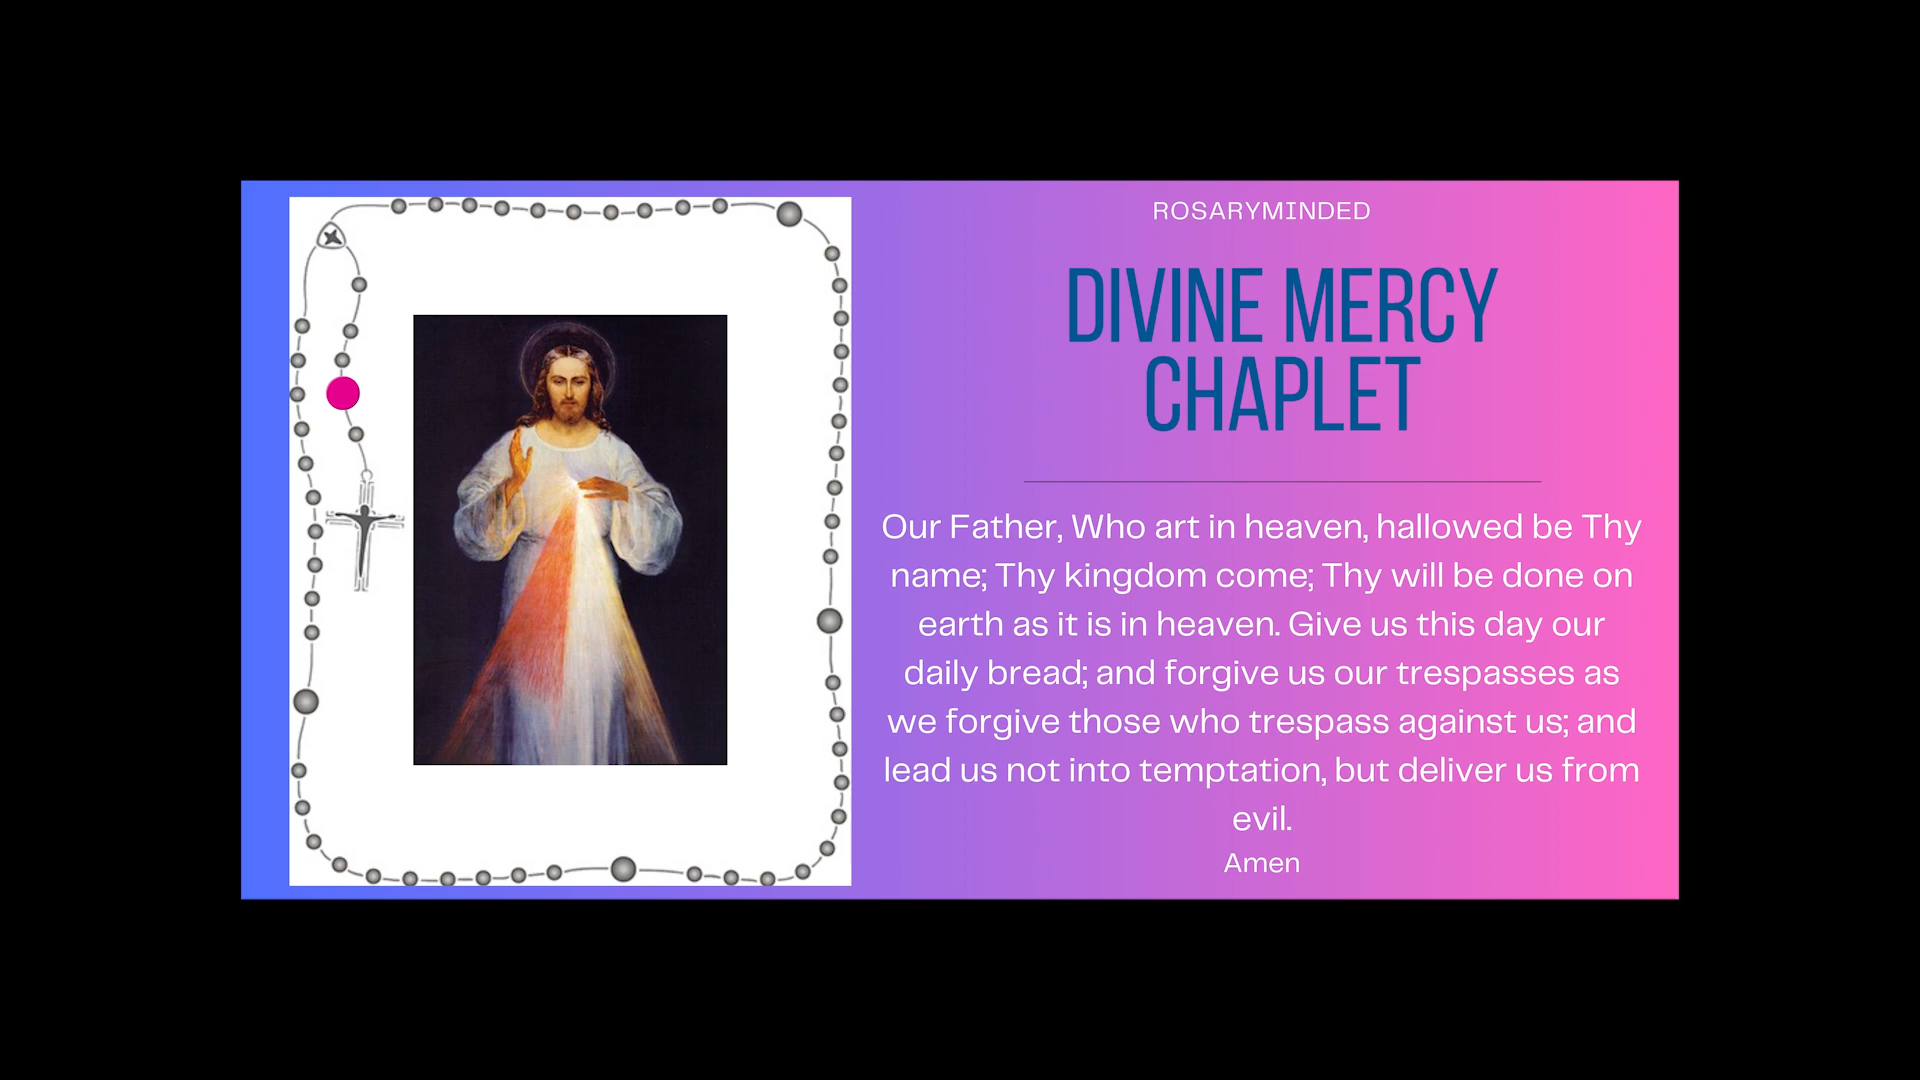 ROSARYMINDED
DIVINE MERCY
CHAPLET
Our Father, Who art in heaven, hallowed be Thy
name; Thy kingdom come; Thy will be done on
earth as it is in heaven. Give us this day our
daily bread; and forgive us our trespasses as
we forgive those who trespass against us; and
lead us not into temptation, but deliver us from
evil.
Amen